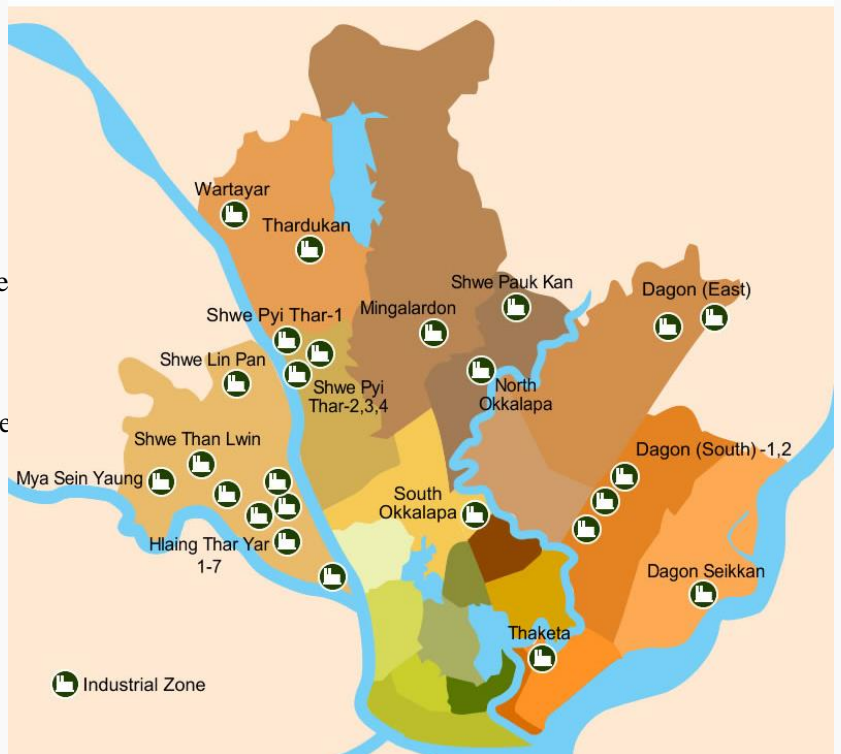 Wartayar
Thardukan
e
Shwe Pauk Kan
Dagon (East)
Shwe Pyi Thar-1
Mingalardon
Shwe Lin Pan
Shwe Pyi
Thar-2,3,4
North
Okkalapa
e
Shwe Than Lwin
Dagon (South) -1,2
Mya Sein Yaung
South
Okkalapa
Hlaing Thar Yar
1-7
Dagon Seikkan
Thaketa
Industrial Zone